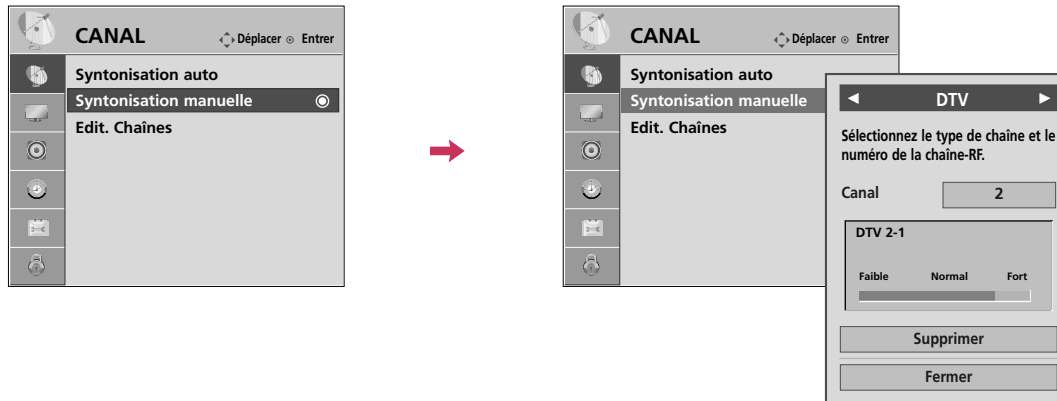 CANAL
Déplacer
Entrer
Syntonisation auto
Syntonisation manuelle
Edit. Chaînes
CANAL
Déplacer
Entrer
Syntonisation auto
Syntonisation manuelle
Edit. Chaînes
DTV
Sélectionnez le type de chaîne et le
numéro de la chaîne-RF.
Canal
2
DTV 2-1
Faible Normal Fort
Supprimer
Fermer